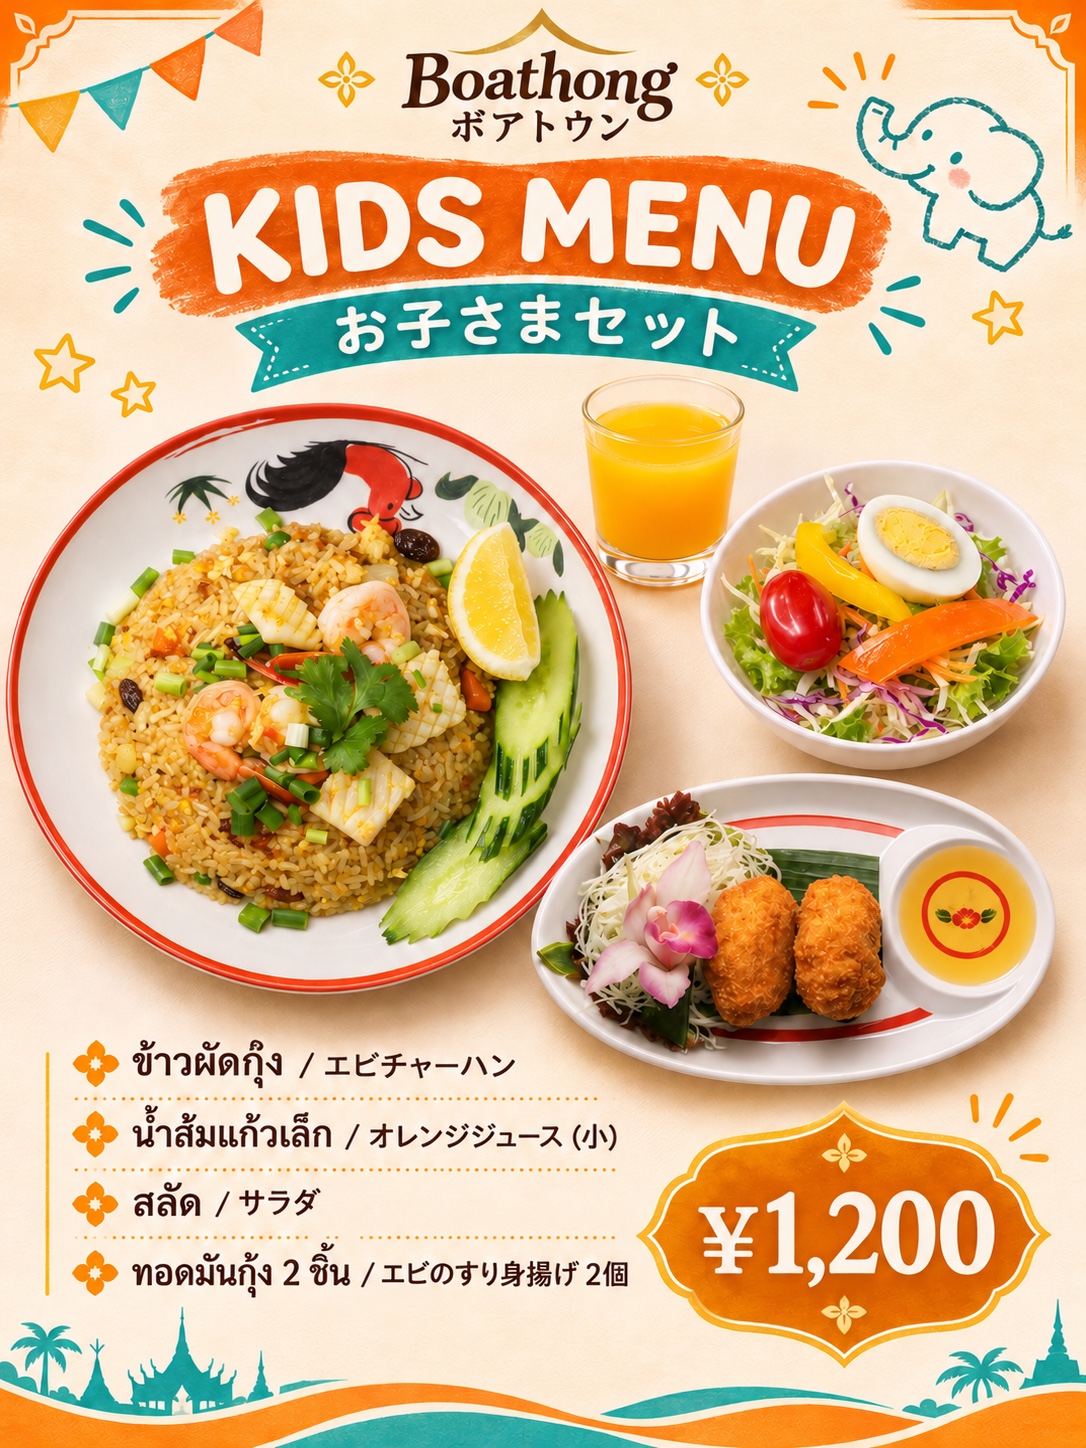 Boathong
ボアトウン
KIDS MENU
お子さまセット
ข้าวผัดกุ๊ง / エビチャーハン
น้ำส้มแก้วเล็ก / オレンジジュース (小)
สลัด / サラダ
ทอดมันกุ้ง 2 ชิ้น / エビのすり身揚げ 2個
¥1,200